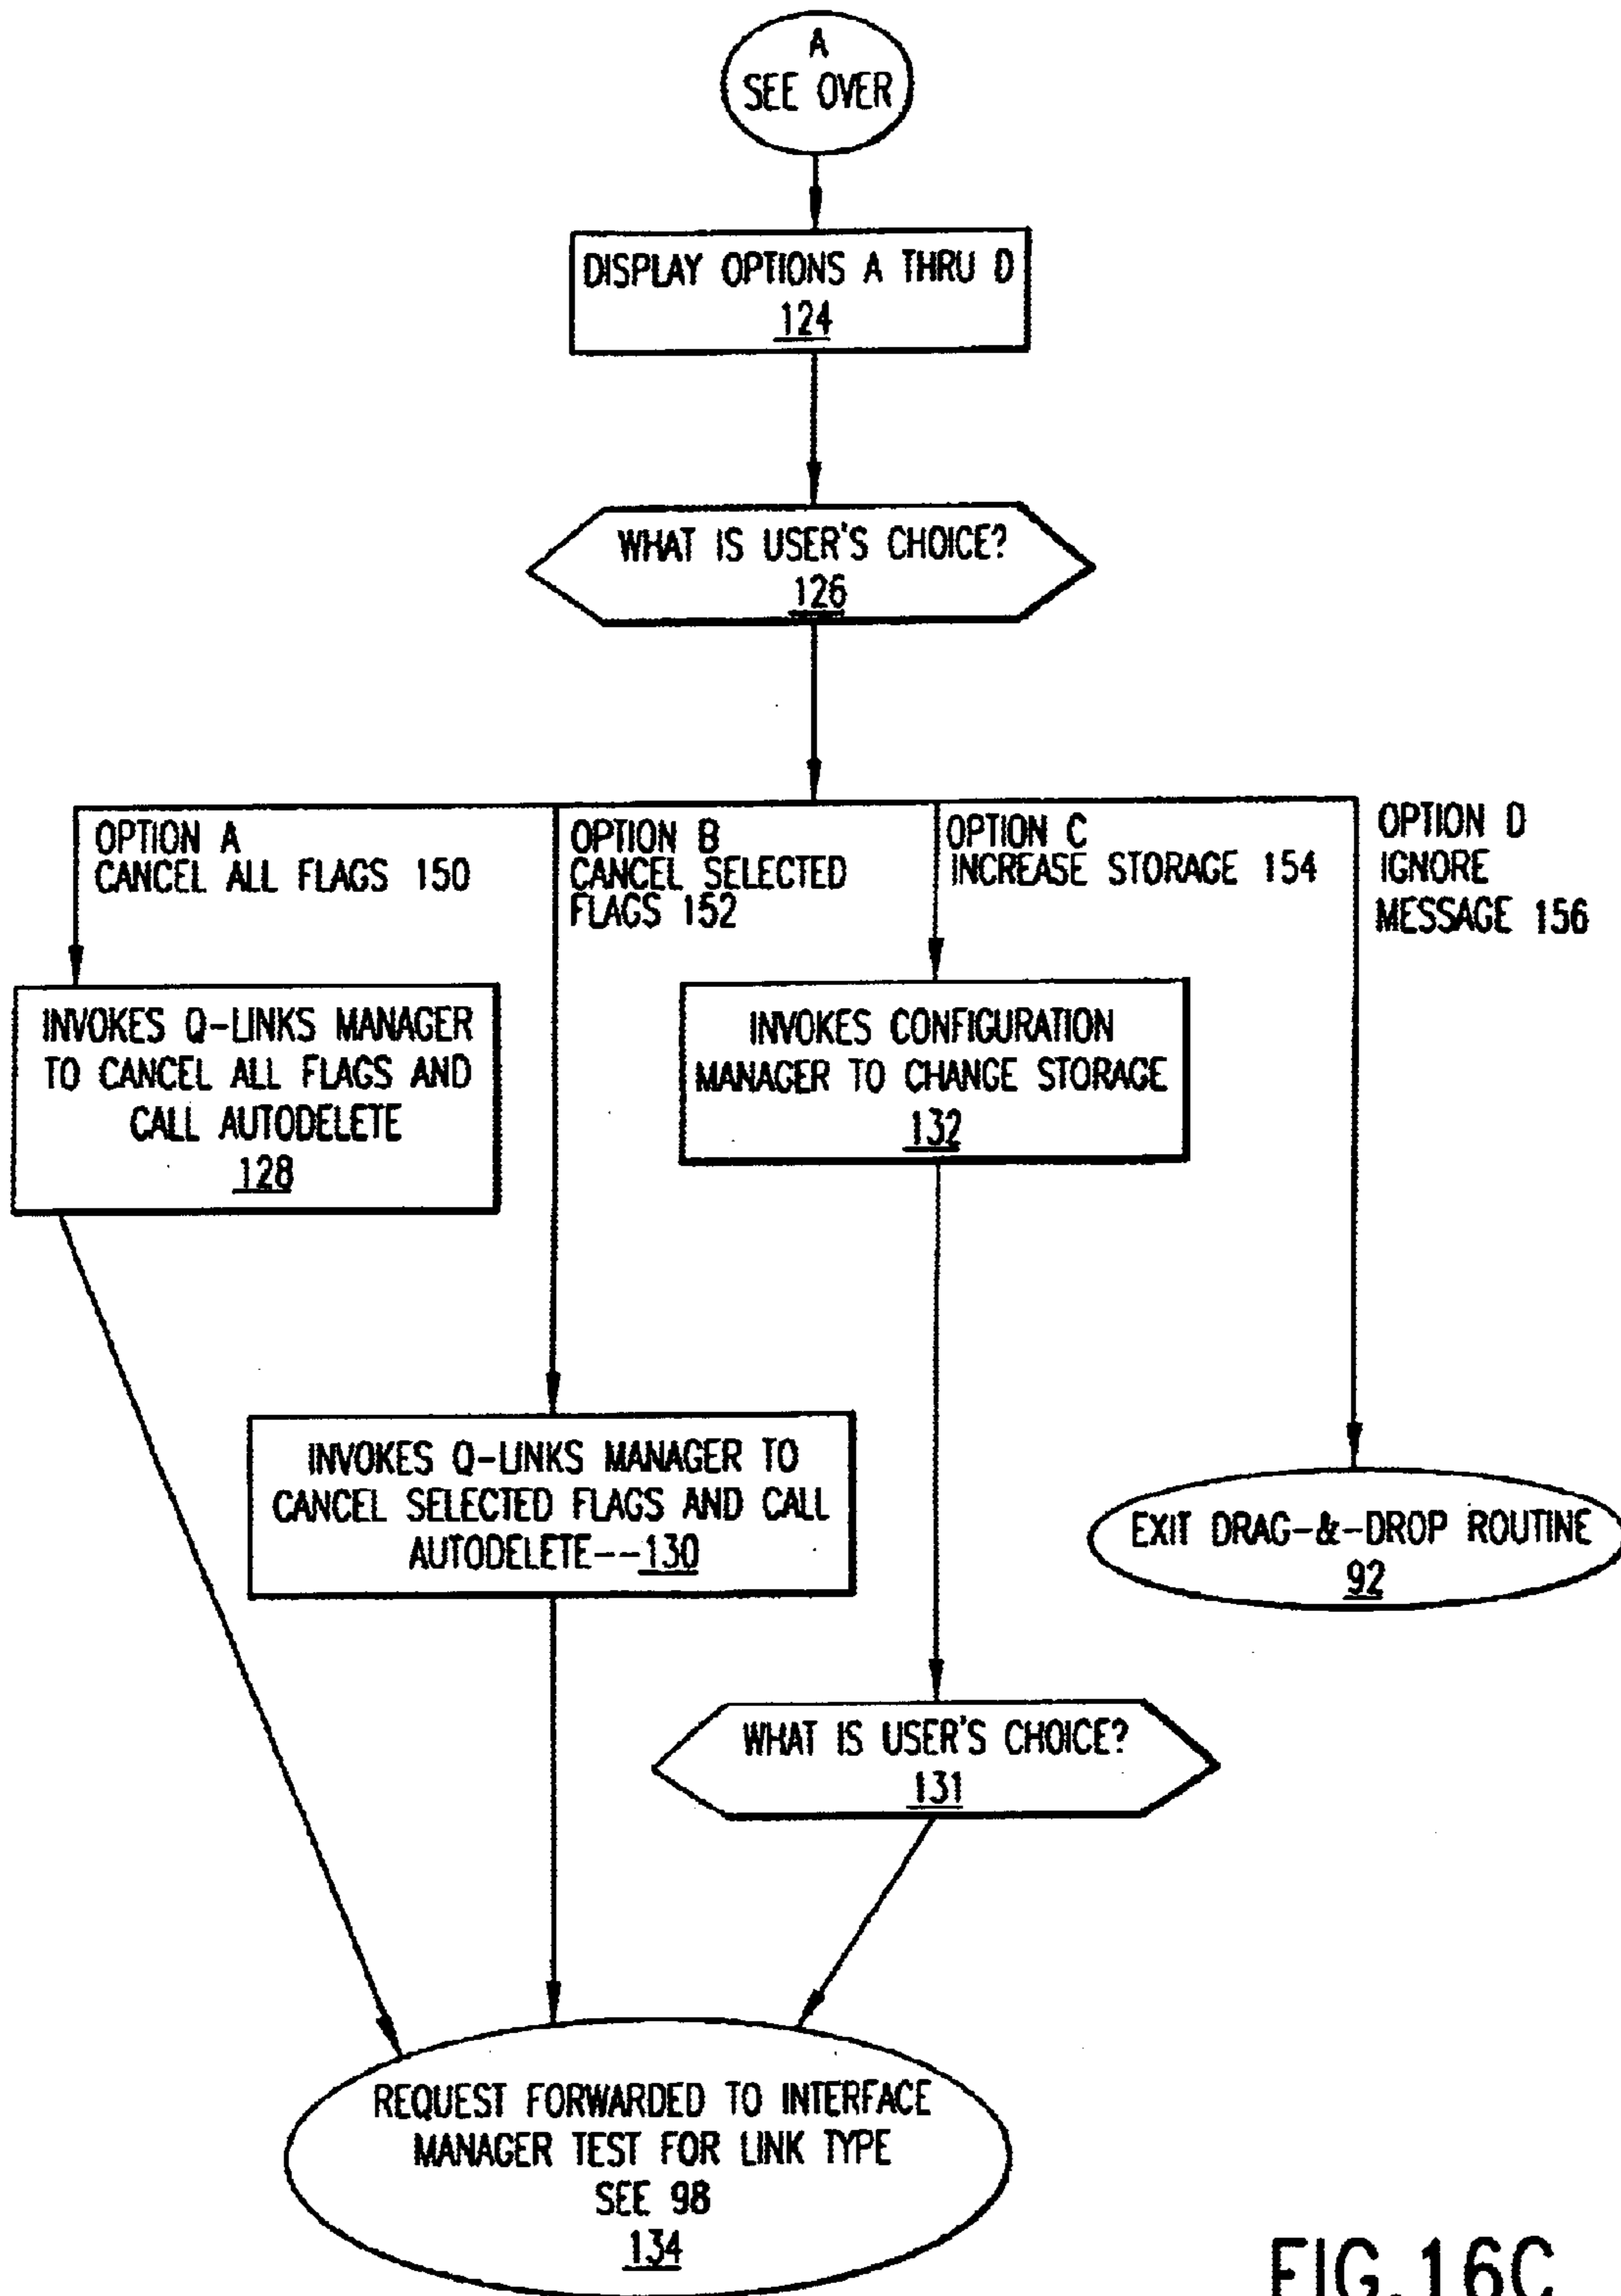 A
SEE OVER
DISPLAY OPTIONS A THRU D
124
WHAT IS USER'S CHOICE?
126
OPTION A
CANCEL ALL FLAGS 150
OPTION B
CANCEL SELECTED
FLAGS 152
OPTION C
INCREASE STORAGE 154
OPTION D
IGNORE
MESSAGE 156
INVOKES Q-LINKS MANAGER
TO CANCEL ALL FLAGS AND
CALL AUTODELETE
128
INVOKES CONFIGURATION
MANAGER TO CHANGE STORAGE
132
INVOKES Q-LINKS MANAGER TO
CANCEL SELECTED FLAGS AND CALL
AUTODELETE--130
EXIT DRAG-&-DROP ROUTINE
92
WHAT IS USER'S CHOICE?
131
REQUEST FORWARDED TO INTERFACE
MANAGER TEST FOR LINK TYPE
SEE 98
134
FIG.16C